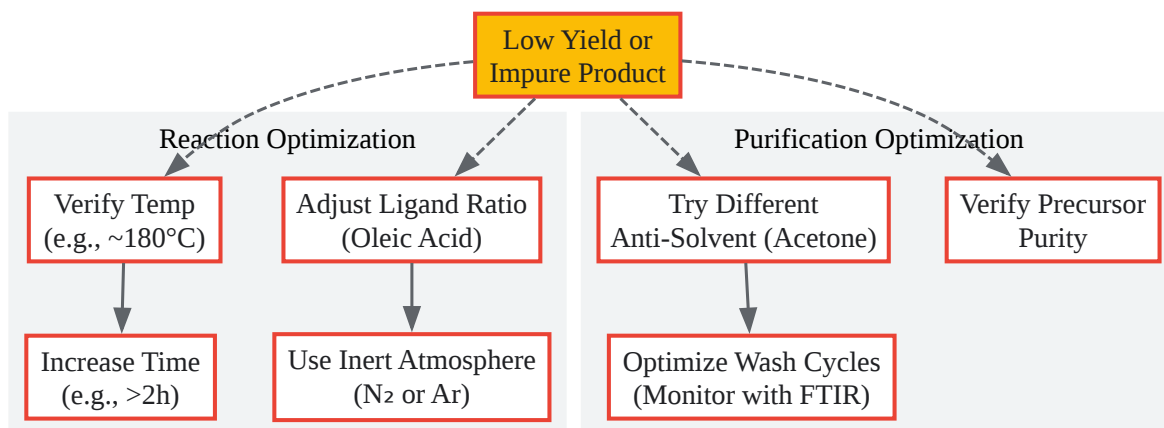 Low Yield or
Impure Product
Reaction Optimization
Verify Temp
(e.g., ~180°C)
Adjust Ligand Ratio
(Oleic Acid)
Increase Time
(e.g., >2h)
Use Inert Atmosphere
(N₂ or Ar)
Purification Optimization
Try Different
Anti-Solvent (Acetone)
Verify Precursor
Purity
Optimize Wash Cycles
(Monitor with FTIR)